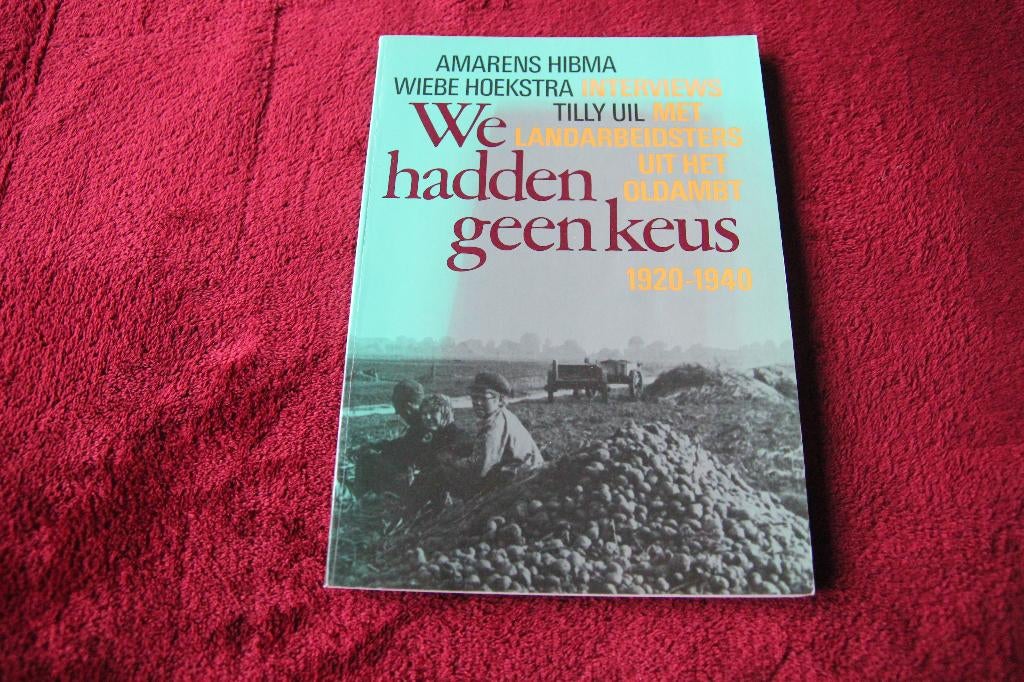 AMARENS HIBMA
WIEBE HOEKSTRA INTERVIEWS
TILLY UIL MET
We LANDARBEIDSTERS
UIT HET
hadden OLDAMBT
geen keus
1920-1940